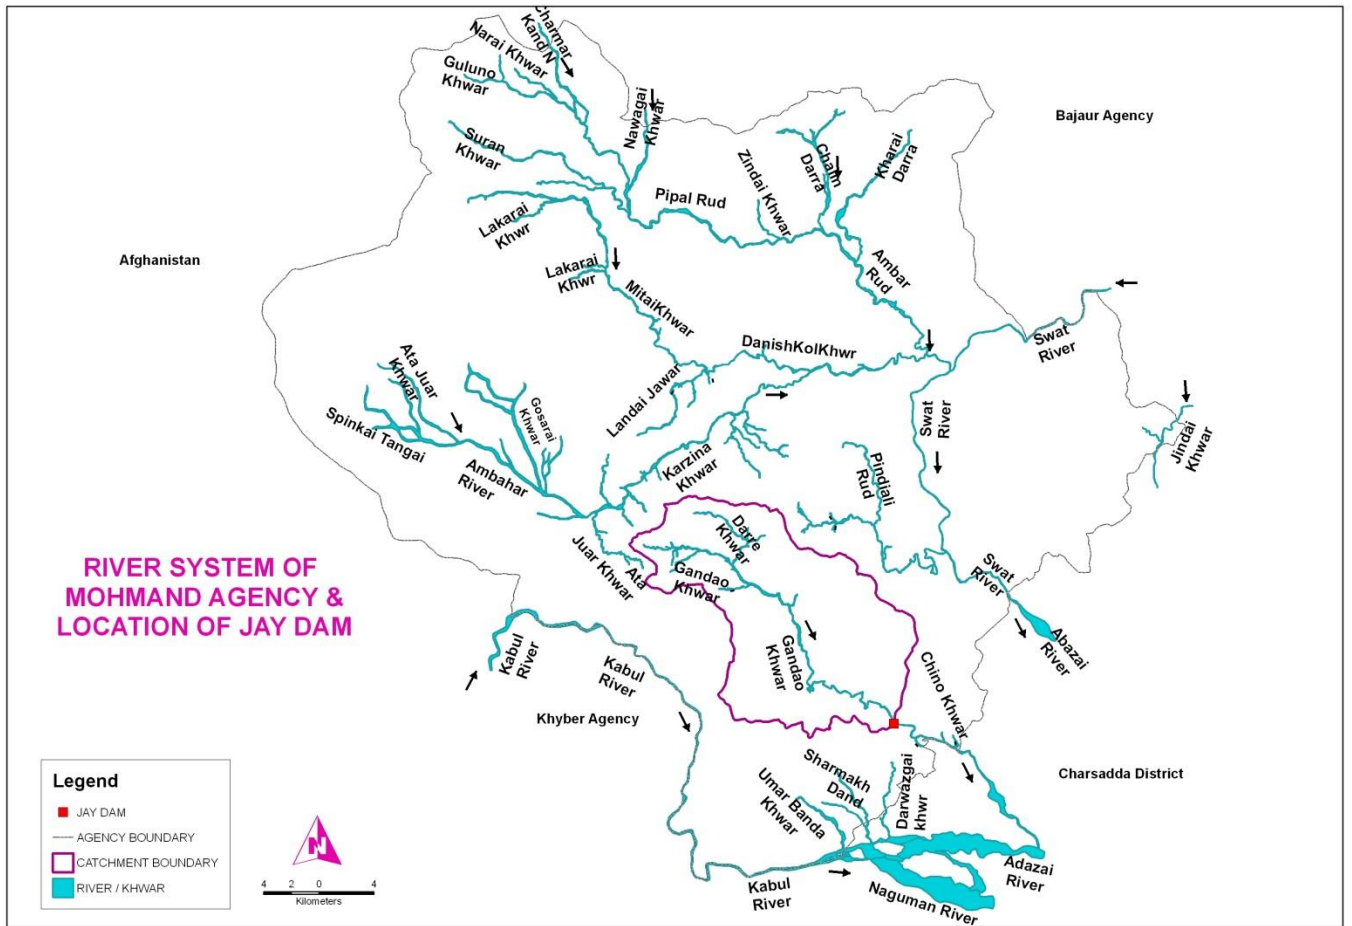 Charmar
Kand N
Narai Khwar
Guluno
Khwar
Nawagai
Khwar
Suran
Khwar
Bajaur Agency
Chalin
Darra
Kharai
Darra
Zindai Khwar
Pipal Rud
Lakarai
Khwr
Afghanistan
Lakarai
Khwr
Ambar
Rud
MitaiKhwar
Swat
River
DanishKolKhwr
Ata Juar
Khwar
Landai Jawar
Gosarai
Khwar
Spinkai Tangai
Swat
River
Jindai
Khwar
Ambahar
River
Karzina
Khwar
Pindiali
Rud
Darre
Khwar
Juar Khwar
Ata
Gandao
Khwar
Swat
River
RIVER SYSTEM OF
MOHMAND AGENCY &
LOCATION OF JAY DAM
Abazai
River
Kabul
River
Kabul
River
Gandao
Khwar
Chino Khwar
Khyber Agency
Charsadda District
Sharmakh
Dand
Darwazgai
khwr
Umar Banda
Khwar
Adazai
River
Kabul
River
Naguman River
Legend
JAY DAM
AGENCY BOUNDARY
CATCHMENT BOUNDARY
RIVER / KHWAR
N
4 2 0 4
Kilometers